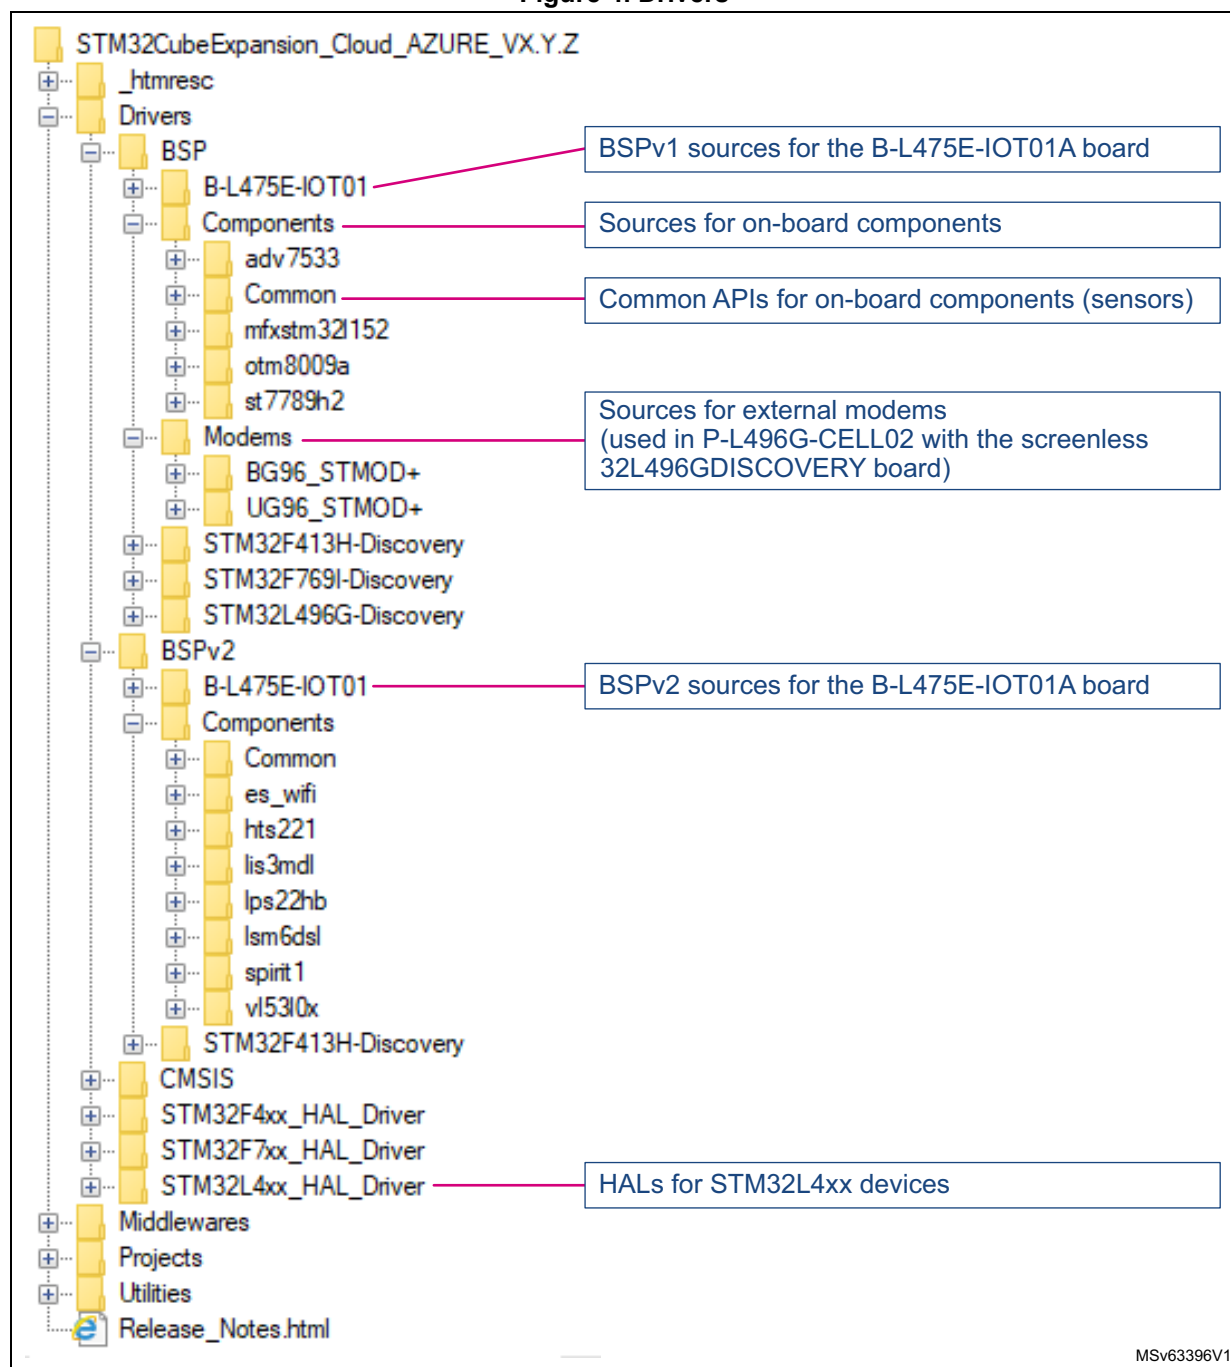 STM32CubeExpansion_Cloud_AZURE_VX.Y.Z
_htmresc
Drivers
BSP
BSPv1 sources for the B-L475E-IOT01A board
B-L475E-IOT01
Components
Sources for on-board components
adv7533
Common
Common APIs for on-board components (sensors)
mfxstm32l152
otm8009a
st7789h2
Sources for external modems
(used in P-L496G-CELL02 with the screenless
32L496GDISCOVERY board)
Modems
BG96_STMOD+
UG96_STMOD+
STM32F413H-Discovery
STM32F769I-Discovery
STM32L496G-Discovery
BSPv2
B-L475E-IOT01
BSPv2 sources for the B-L475E-IOT01A board
Components
Common
es_wifi
hts221
lis3mdl
lps22hb
lsm6dsl
spirit1
vl53l0x
STM32F413H-Discovery
CMSIS
STM32F4xx_HAL_Driver
STM32F7xx_HAL_Driver
STM32L4xx_HAL_Driver
HALs for STM32L4xx devices
Middlewares
Projects
Utilities
Release_Notes.html
MSv63396V1